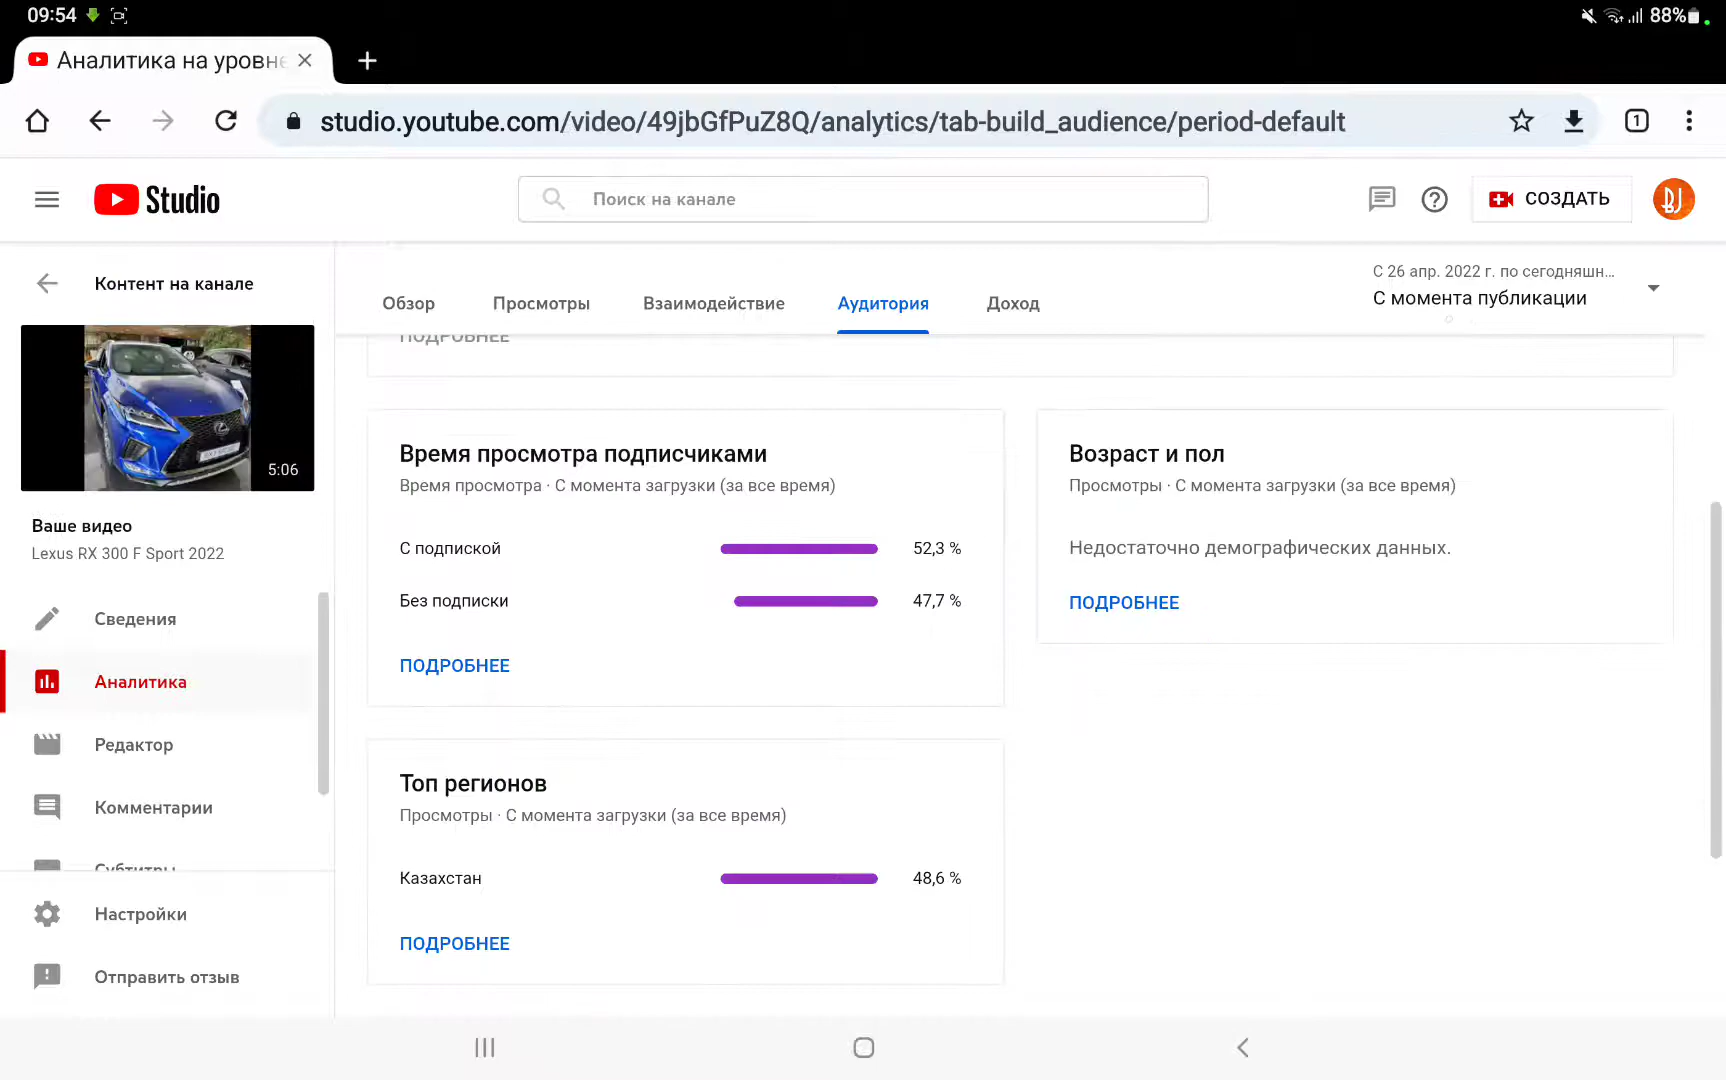 09:54
88%
Аналитика на уровне
studio.youtube.com/video/49jbGfPuZ8Q/analytics/tab-build_audience/period-default
1
Studio
Поиск на канале
СОЗДАТЬ
Контент на канале
5:06
Ваше видео
Lexus RX 300 F Sport 2022
Сведения
Аналитика
Редактор
Комментарии
Субтитры
Настройки
Отправить отзыв
Обзор
Просмотры
Взаимодействие
Аудитория
Доход
С 26 апр. 2022 г. по сегодняшн...
С момента публикации
ПОДРОБНЕЕ
Время просмотра подписчиками
Время просмотра · С момента загрузки (за все время)
С подпиской 52,3 %
Без подписки 47,7 %
ПОДРОБНЕЕ
Возраст и пол
Просмотры · С момента загрузки (за все время)
Недостаточно демографических данных.
ПОДРОБНЕЕ
Топ регионов
Просмотры · С момента загрузки (за все время)
Казахстан 48,6 %
ПОДРОБНЕЕ